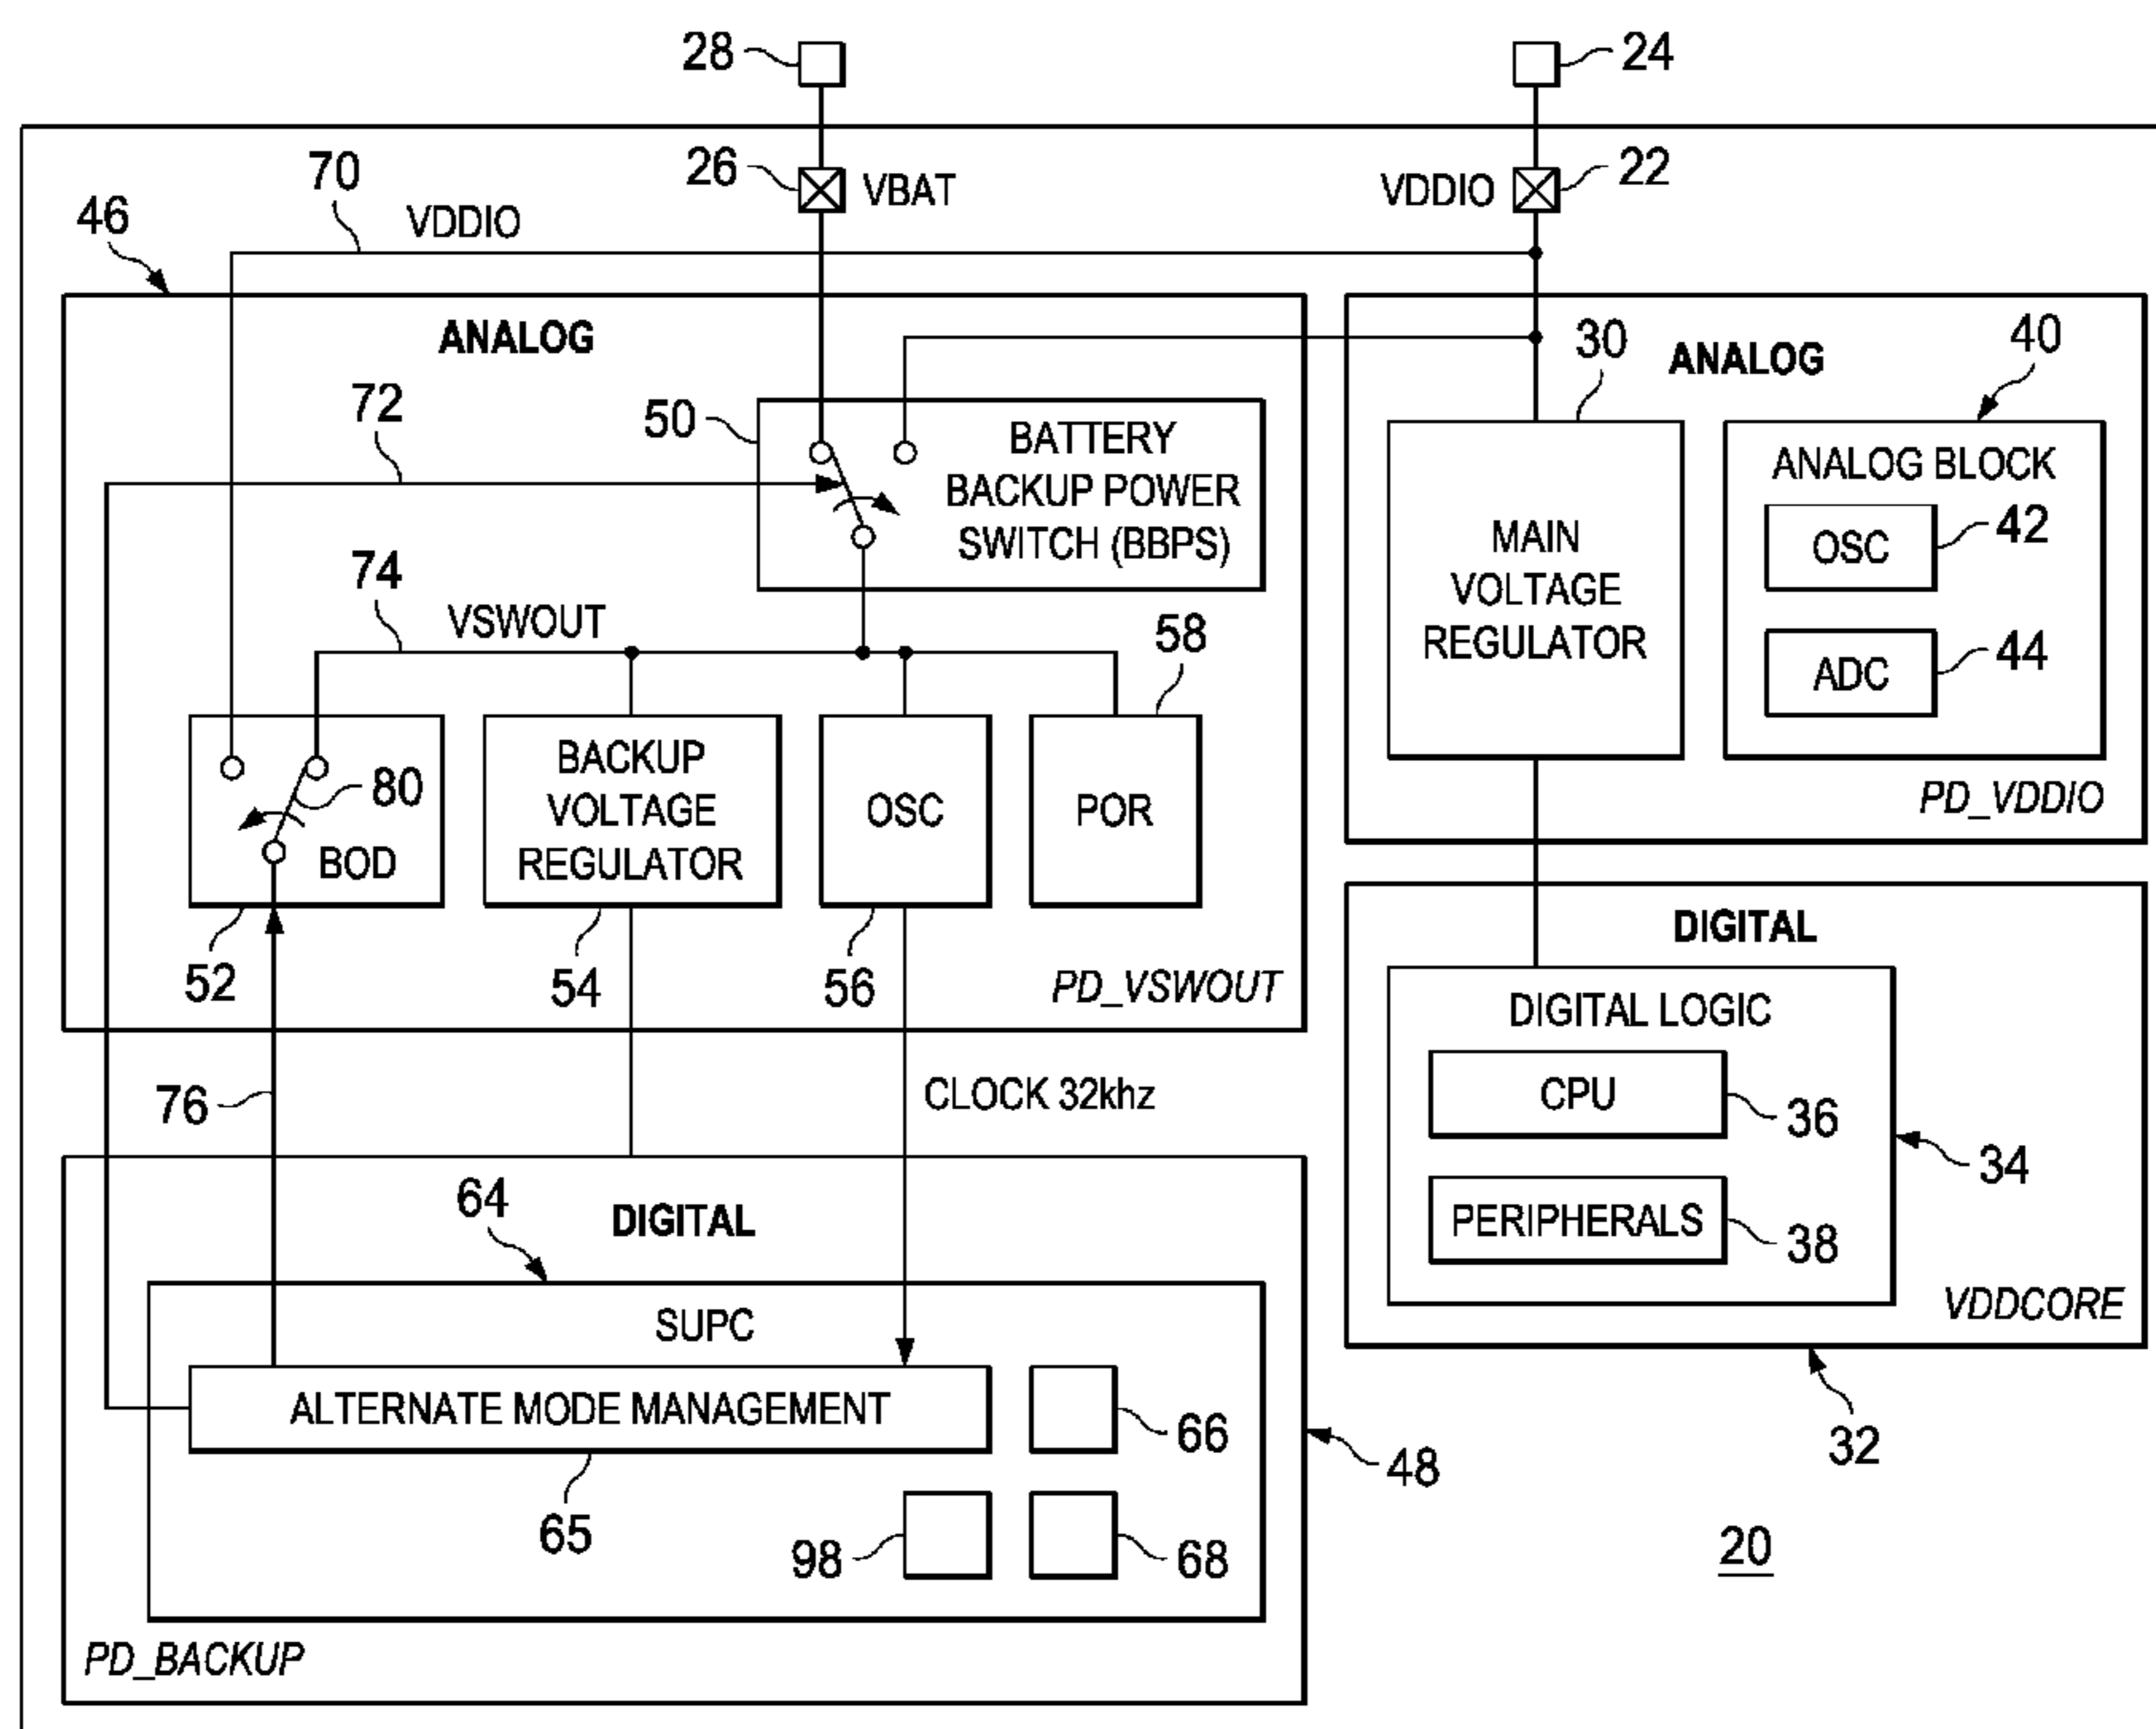 28
24
26
VBAT
VDDIO
22
70
VDDIO
46
ANALOG
72
50
BATTERY
BACKUP POWER
SWITCH (BBPS)
30
ANALOG
40
ANALOG BLOCK
OSC
42
ADC
44
MAIN
VOLTAGE
REGULATOR
PD_VDDIO
74
VSWOUT
58
80
BOD
BACKUP
VOLTAGE
REGULATOR
OSC
POR
52
54
56
PD_VSWOUT
DIGITAL
DIGITAL LOGIC
CPU
36
PERIPHERALS
38
34
VDDCORE
32
76
CLOCK 32khz
64
DIGITAL
SUPC
ALTERNATE MODE MANAGEMENT
66
65
98
68
48
PD_BACKUP
20